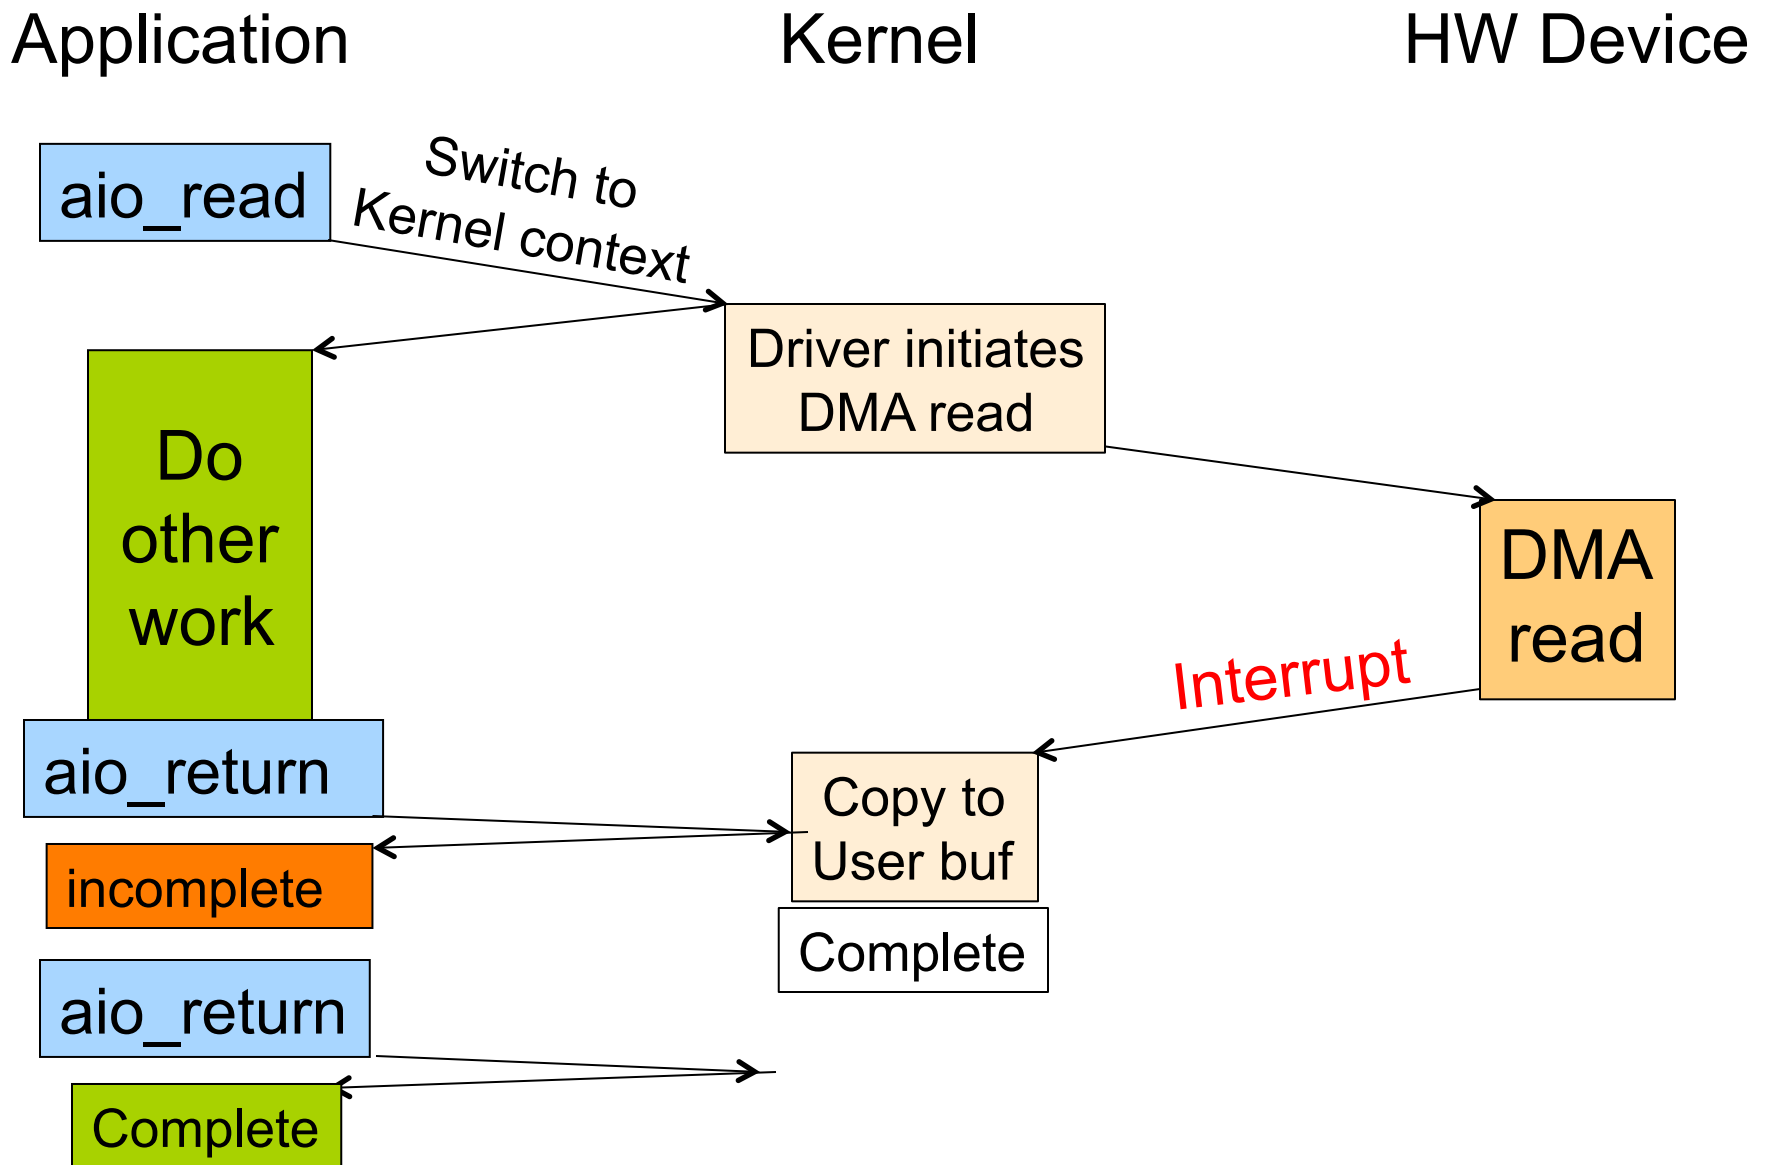 Application
Kernel
HW Device
aio_read
Switch to
Kernel context
Driver initiates
DMA read
Do
other
work
DMA
read
Interrupt
aio_return
Copy to
User buf
incomplete
Complete
aio_return
Complete